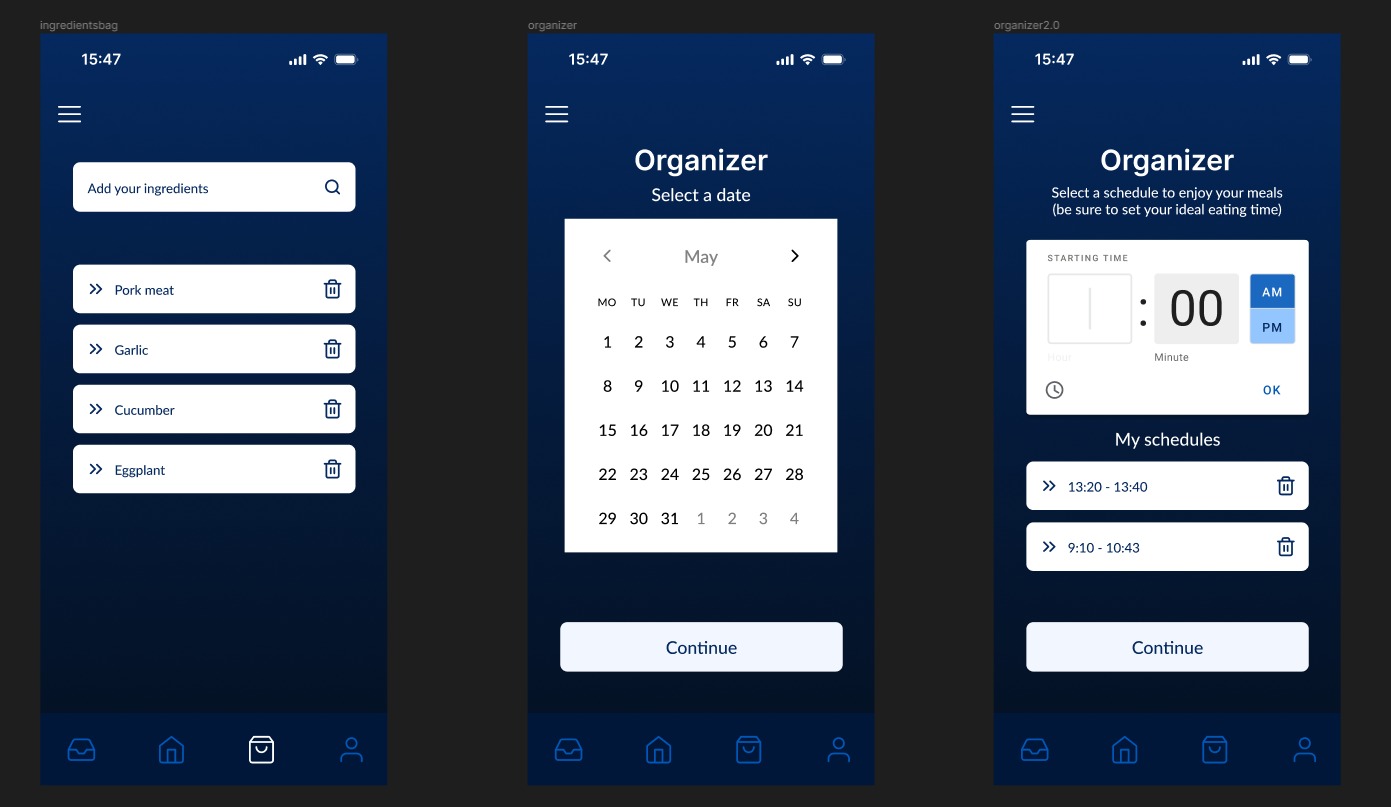 ingredientsbag
15:47
Add your ingredients
Pork meat
Garlic
Cucumber
Eggplant
organizer
15:47
Organizer
Select a date
May
MO TU WE TH FR SA SU
1 2 3 4 5 6 7
8 9 10 11 12 13 14
15 16 17 18 19 20 21
22 23 24 25 26 27 28
29 30 31 1 2 3 4
Continue
organizer2.0
15:47
Organizer
Select a schedule to enjoy your meals
(be sure to set your ideal eating time)
STARTING TIME
: 00 AM
PM
Hour Minute
OK
My schedules
13:20 - 13:40
9:10 - 10:43
Continue